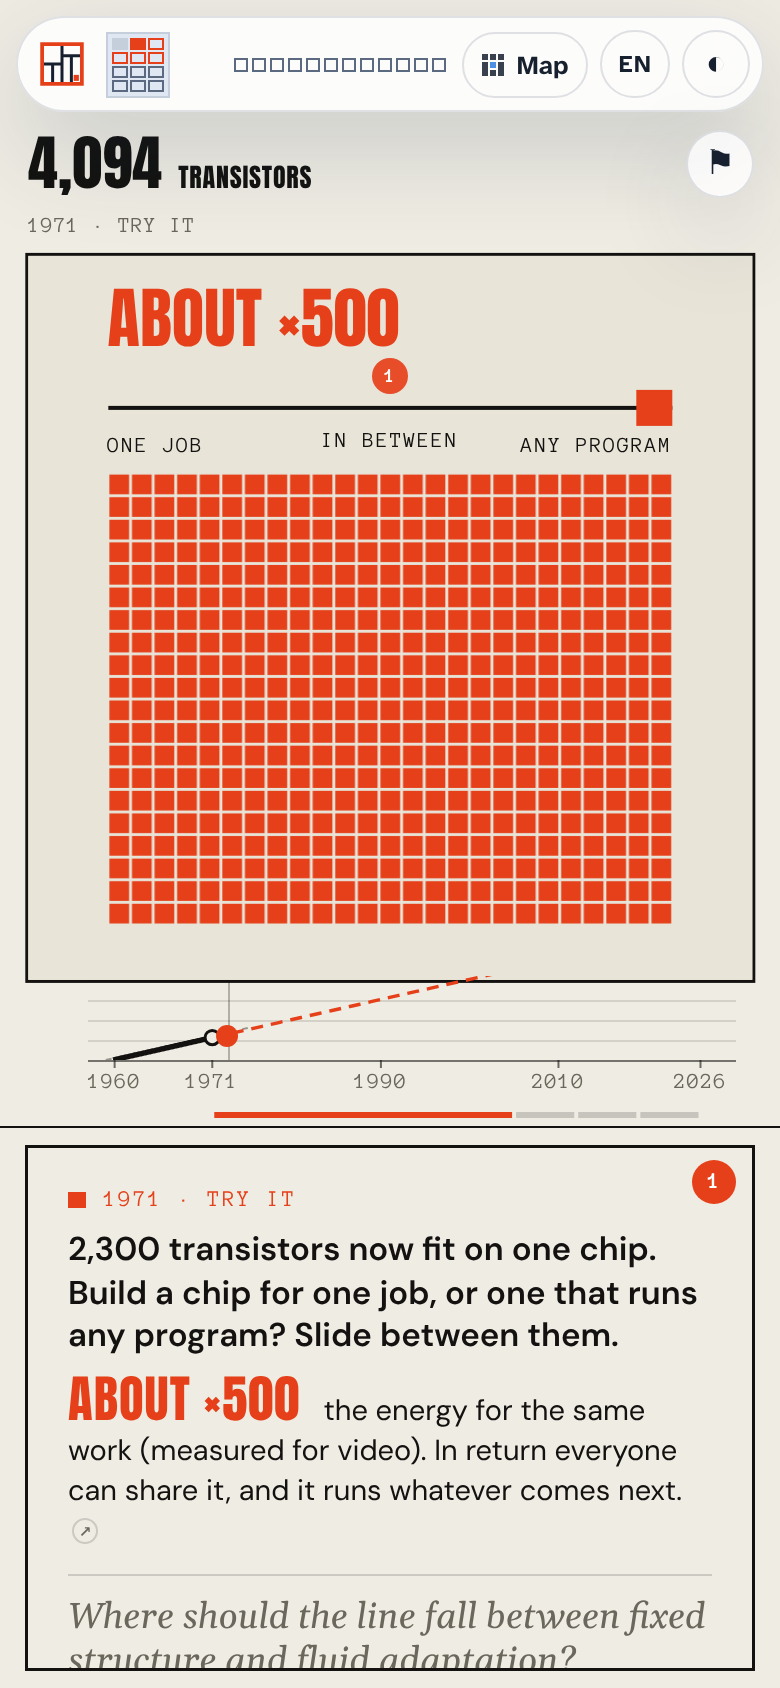 Map
EN
4,094 TRANSISTORS
1971 · TRY IT
ABOUT ×500
1
ONE JOB
IN BETWEEN
ANY PROGRAM
1960
1971
1990
2010
2026
1
1971 · TRY IT
2,300 transistors now fit on one chip.
Build a chip for one job, or one that runs
any program? Slide between them.
ABOUT ×500 the energy for the same
work (measured for video). In return everyone
can share it, and it runs whatever comes next.
Where should the line fall between fixed
structure and fluid adaptation?